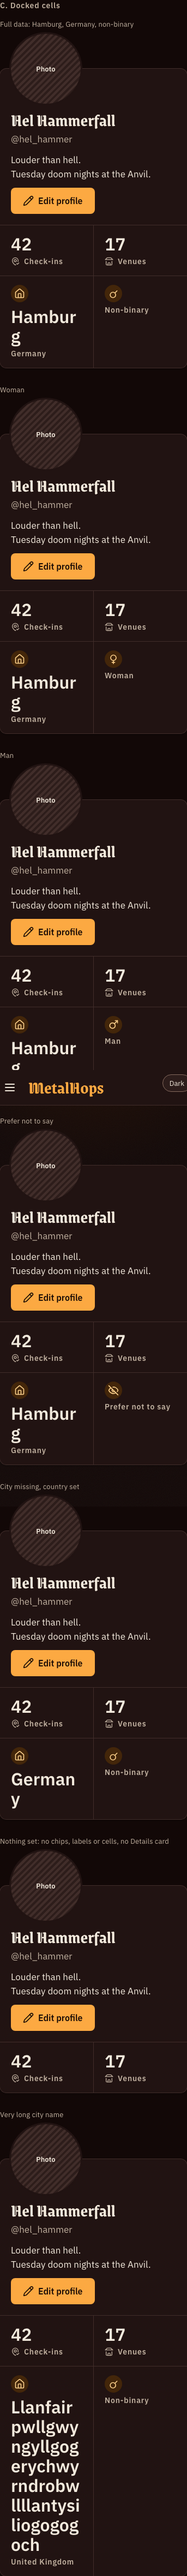 C. Docked cells
Full data: Hamburg, Germany, non-binary
Photo
Hel Hammerfall
@hel_hammer
Louder than hell.
Tuesday doom nights at the Anvil.
Edit profile
42 17
Check-ins Venues
Hambur
g
Germany
Non-binary
Woman
Photo
Hel Hammerfall
@hel_hammer
Louder than hell.
Tuesday doom nights at the Anvil.
Edit profile
42 17
Check-ins Venues
Hambur
g
Germany
Woman
Man
Photo
Hel Hammerfall
@hel_hammer
Louder than hell.
Tuesday doom nights at the Anvil.
Edit profile
42 17
Check-ins Venues
Hambur
g
Man
MetalHops
Dark
Prefer not to say
Photo
Hel Hammerfall
@hel_hammer
Louder than hell.
Tuesday doom nights at the Anvil.
Edit profile
42 17
Check-ins Venues
Hambur
g
Germany
Prefer not to say
City missing, country set
Photo
Hel Hammerfall
@hel_hammer
Louder than hell.
Tuesday doom nights at the Anvil.
Edit profile
42 17
Check-ins Venues
German
y
Non-binary
Nothing set: no chips, labels or cells, no Details card
Photo
Hel Hammerfall
@hel_hammer
Louder than hell.
Tuesday doom nights at the Anvil.
Edit profile
42 17
Check-ins Venues
Very long city name
Photo
Hel Hammerfall
@hel_hammer
Louder than hell.
Tuesday doom nights at the Anvil.
Edit profile
42 17
Check-ins Venues
Llanfair
pwllgwy
ngyllgog
erychwy
rndrobw
llllantysi
liogogog
och
United Kingdom
Non-binary